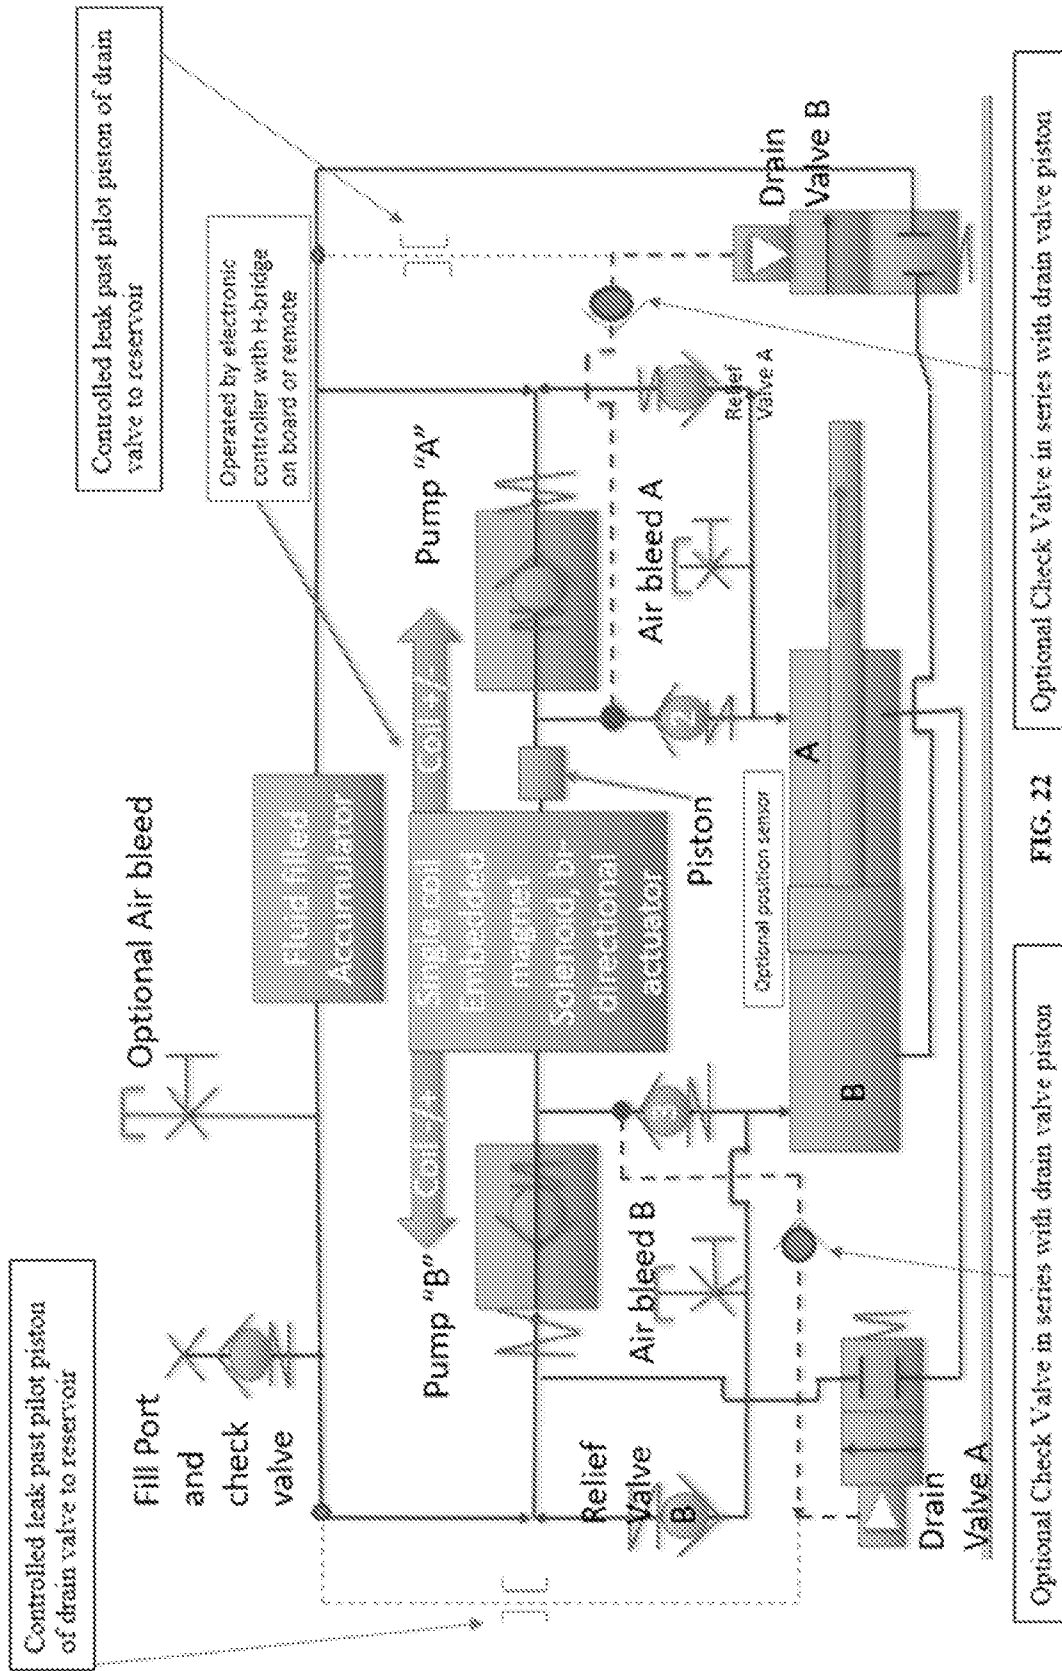 Controlled leak past pilot piston
of drain valve to reservoir
Controlled leak past pilot piston of drain
valve to reservoir
Fill Port
and
check
valve
Optional Air bleed
Operated by electronic
controller with H-bridge
on board or remote
Fluid filled
Accumulator
Pump "B"
Coil/
Single coil
magnet
Solenoid bi-
directional
actuator
Coil/
Pump "A"
Relief
Valve
B
Air bleed B
3
Piston
2
Air bleed A
Relief
Valve A
Drain
Valve B
Optional position sensor
B
A
Drain
Valve A
Optional Check Valve in series with drain valve piston
FIG. 22
Optional Check Valve in series with drain valve piston